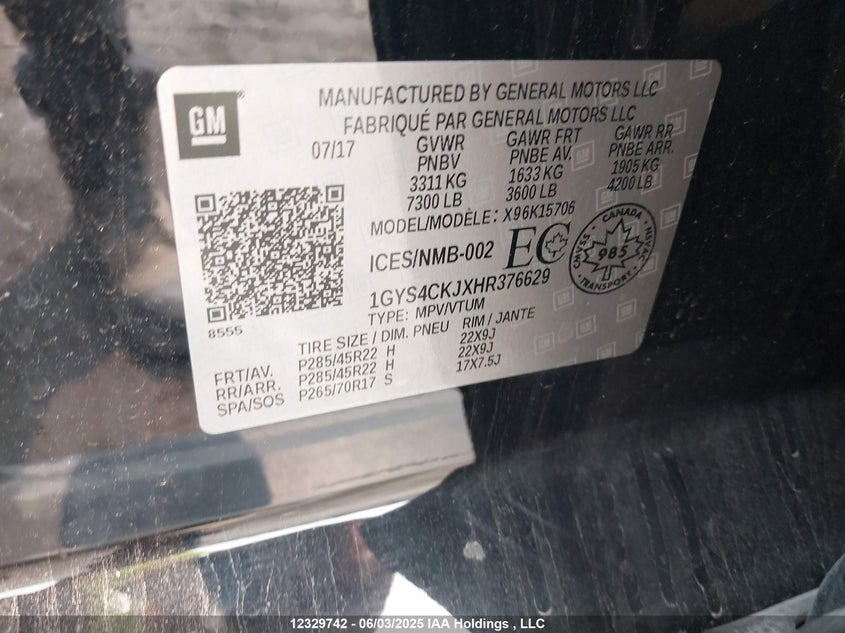 GM
MANUFACTURED BY GENERAL MOTORS LLC
FABRIQUÉ PAR GENERAL MOTORS LLC
07/17 GVWR GAWR FRT GAWR RR
PNBV PNBE AV. PNBE ARR.
3311 KG 1633 KG 1905 KG
7300 LB 3600 LB 4200 LB
MODEL/MODÈLE: X96K15706
ICES/NMB-002 EC
CANADA
985
TRANSPORT
CMVSS
NSVAC
1GYS4CKJXHR376629
TYPE: MPV/VTUM
8555
TIRE SIZE / DIM. PNEU RIM / JANTE
FRT/AV. P285/45R22 H 22X9J
RR/ARR. P285/45R22 H 22X9J
SPA/SOS P265/70R17 S 17X7.5J
12329742 - 06/03/2025 IAA Holdings , LLC